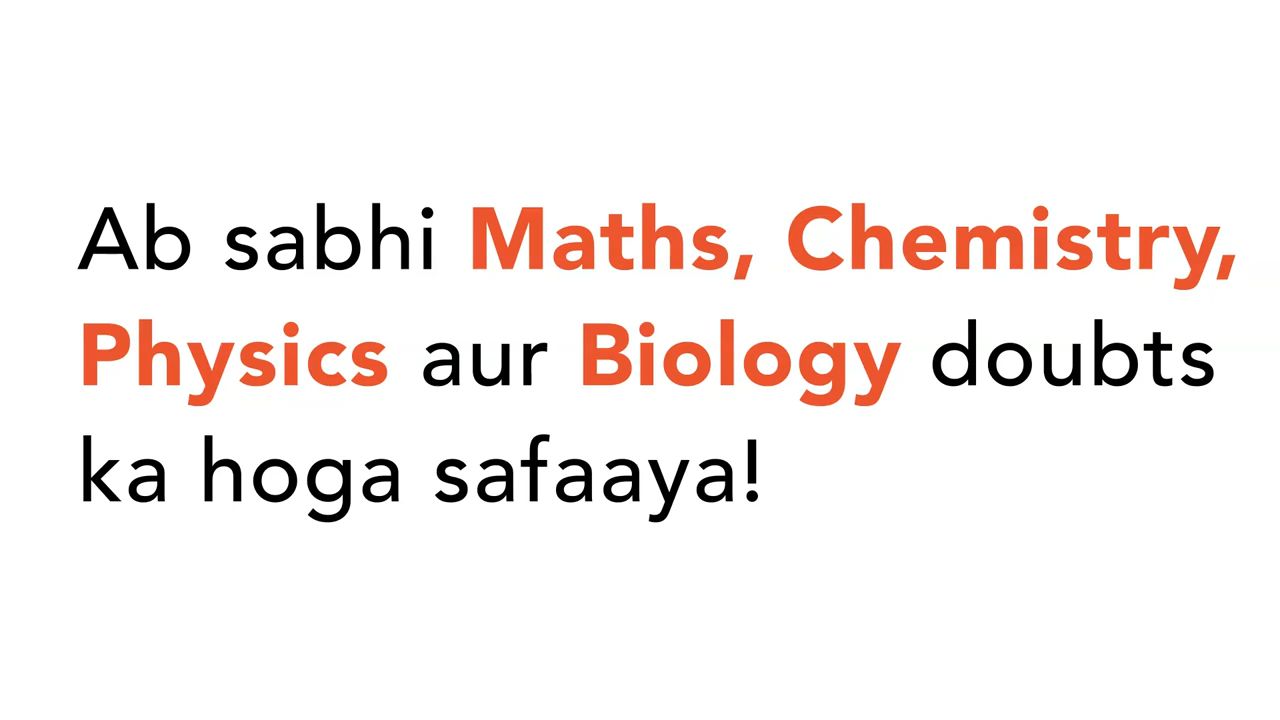 Ab sabhi Maths, Chemistry,
Physics aur Biology doubts
ka hoga safaaya!